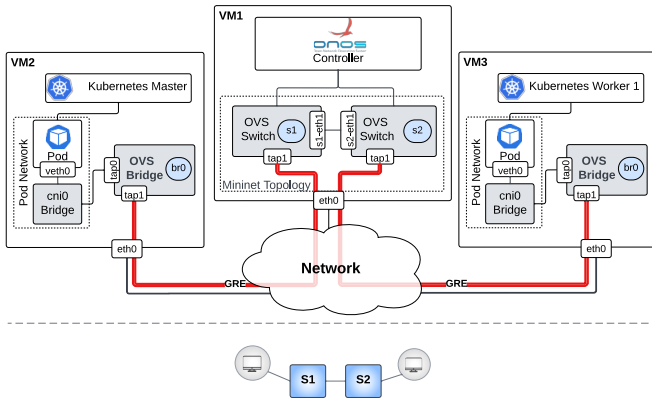 VM1
onos
Controller
VM2
Kubernetes Master
Pod Network
Pod
veth0
cni0
Bridge
tap0
OVS
Bridge
br0
tap1
eth0
OVS
Switch
s1
s1-eth1
tap1
s2-eth1
OVS
Switch
s2
tap1
Mininet Topology
eth0
VM3
Kubernetes Worker 1
Pod Network
Pod
veth0
cni0
Bridge
tap0
OVS
Bridge
br0
tap1
eth0
Network
GRE
GRE
S1
S2